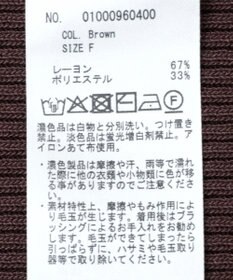 NO. 01000960400
COL. Brown
SIZE F
レーヨン 67%
ポリエステル 33%
濃色品は白物と分別洗い。つけ置き
禁止。淡色品は蛍光増白剤禁止。ア
イロンあて布使用。
・濃色製品は摩擦や汗、雨等で濡れ
た際に他の衣類や小物に色が移
る事がありますのでご注意くださ
い。
・素材特性上、摩擦やもみ作用によ
り毛玉が生じます。着用後はブラ
ッシングによるお手入れをお勧め
します。毛玉ができてしまったら
引っぱらずに、ハサミや毛玉取り
器等で取り除いてください。